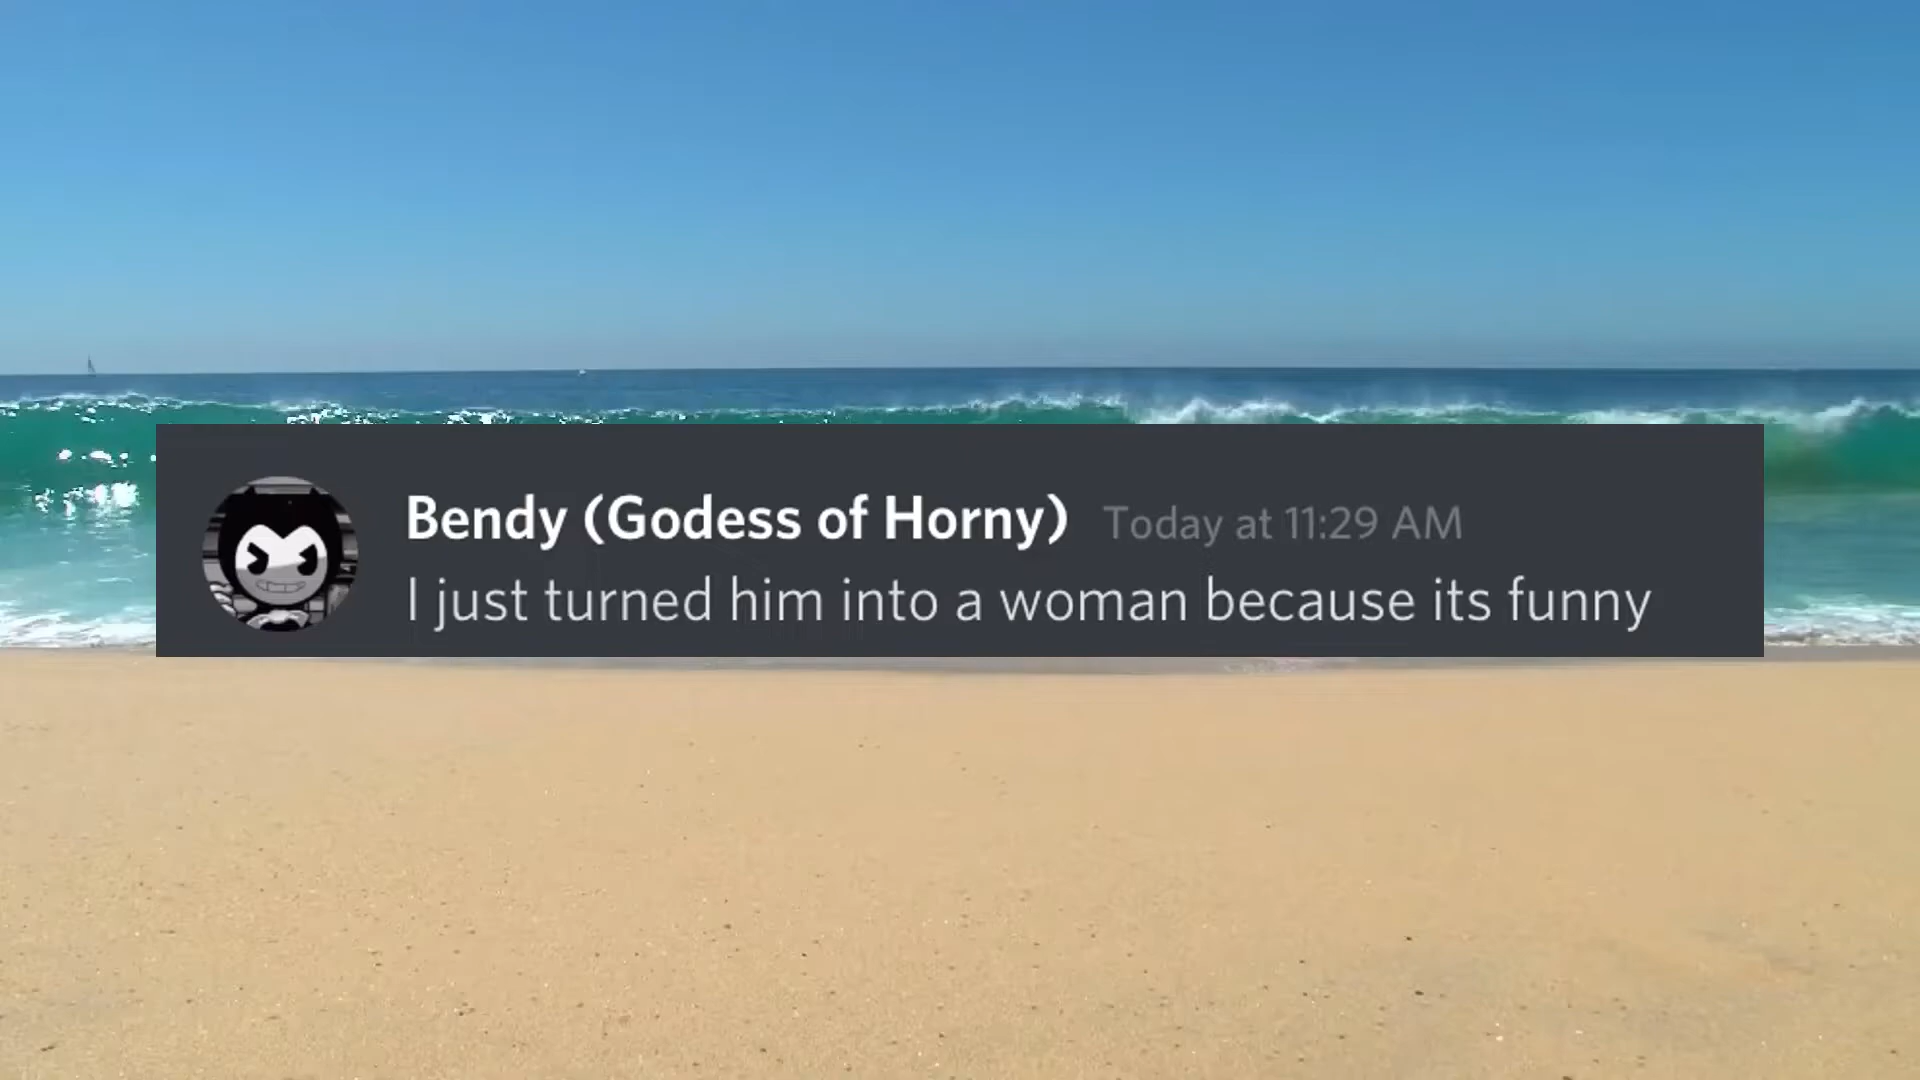 Bendy (Godess of Horny) Today at 11:29 AM
I just turned him into a woman because its funny